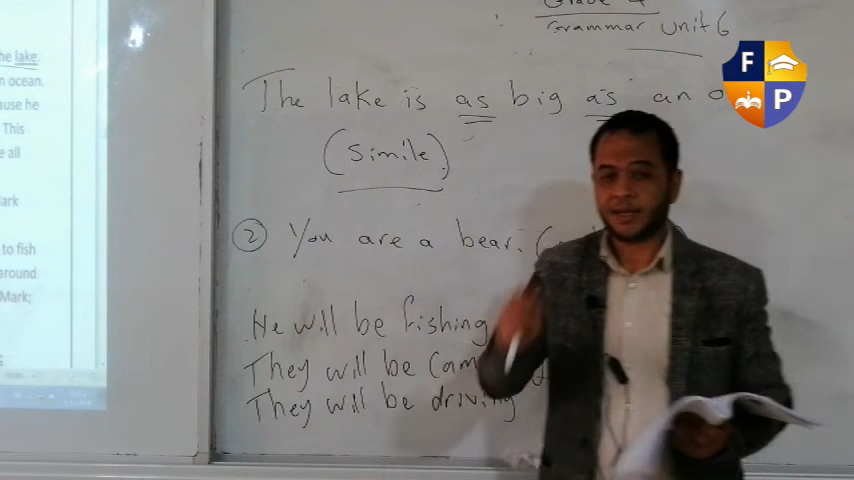 he lake.
n ocean.
ause he
This
e all
ark
to fish
around
Mark;
Grammar Unit 6
The lake is as big as an
(Simile)
② You are a bear. (
He will be fishing
They will be Cam
They will be driving
F
P